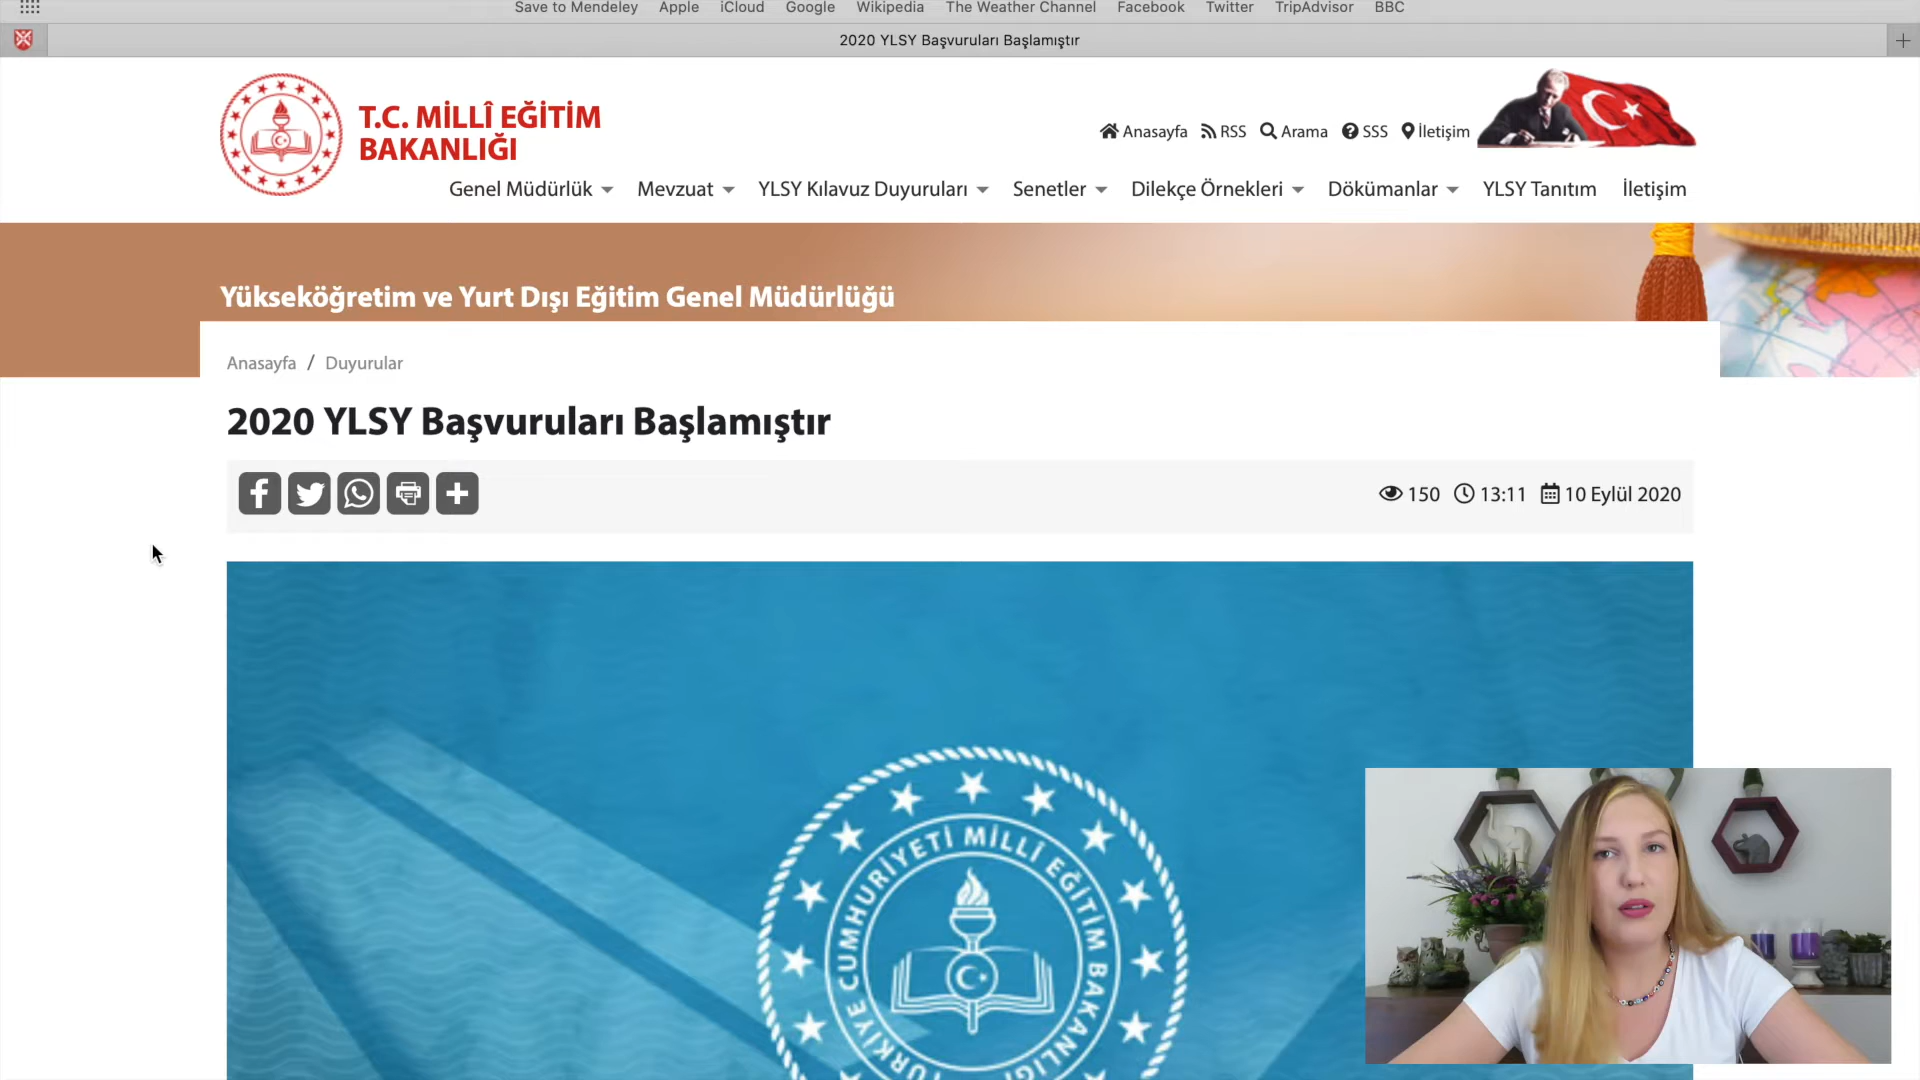 Save to Mendeley Apple iCloud Google Wikipedia The Weather Channel Facebook Twitter TripAdvisor BBC
2020 YLSY Başvuruları Başlamıştır
T.C. MİLLÎ EĞİTİM
BAKANLIĞI
Anasayfa RSS Arama SSS İletişim
Genel Müdürlük Mevzuat YLSY Kılavuz Duyuruları Senetler Dilekçe Örnekleri Dökümanlar YLSY Tanıtım İletişim
Yükseköğretim ve Yurt Dışı Eğitim Genel Müdürlüğü
Anasayfa / Duyurular
2020 YLSY Başvuruları Başlamıştır
150 13:11 10 Eylül 2020
TÜRKİYE CUMHURİYETİ MİLLÎ EĞİTİM BAKANLIĞI